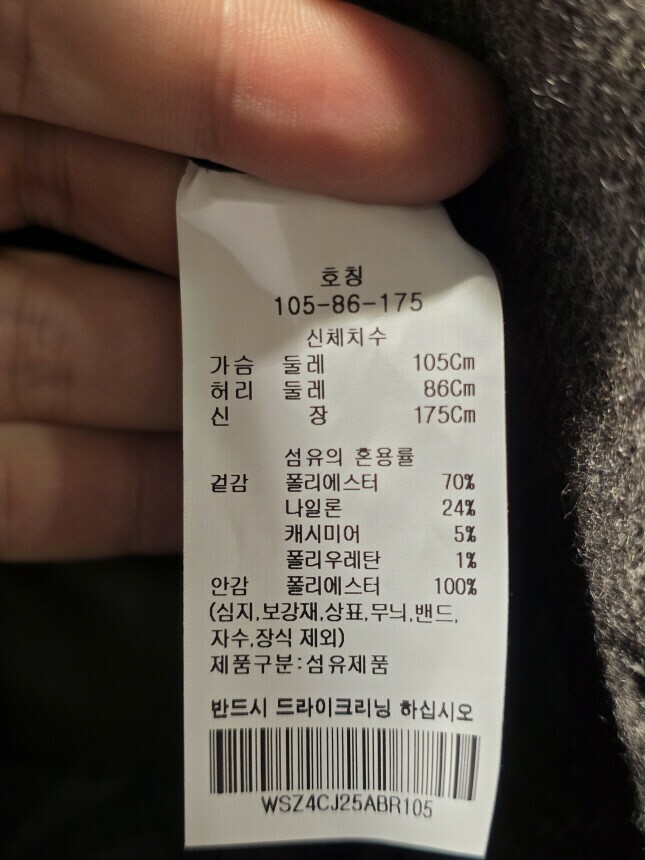 호칭
105-86-175
신체치수
가슴 둘레 105Cm
허리 둘레 86Cm
신 장 175Cm
섬유의 혼용률
겉감 폴리에스터 70%
나일론 24%
캐시미어 5%
폴리우레탄 1%
안감 폴리에스터 100%
(심지,보강재,상표,무늬,밴드,
자수,장식 제외)
제품구분:섬유제품
반드시 드라이크리닝 하십시오
WSZ4CJ25ABR105